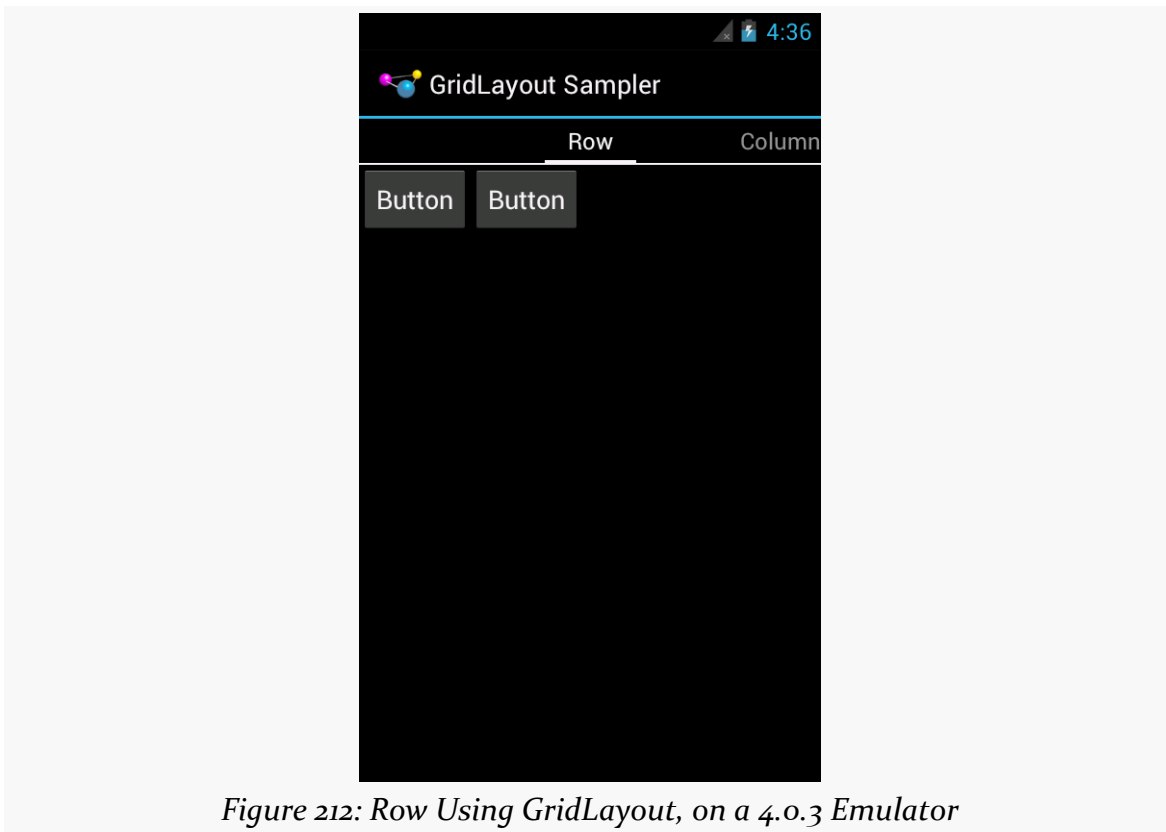 4:36
GridLayout Sampler
Row Column
Button Button
Figure 212: Row Using GridLayout, on a 4.0.3 Emulator